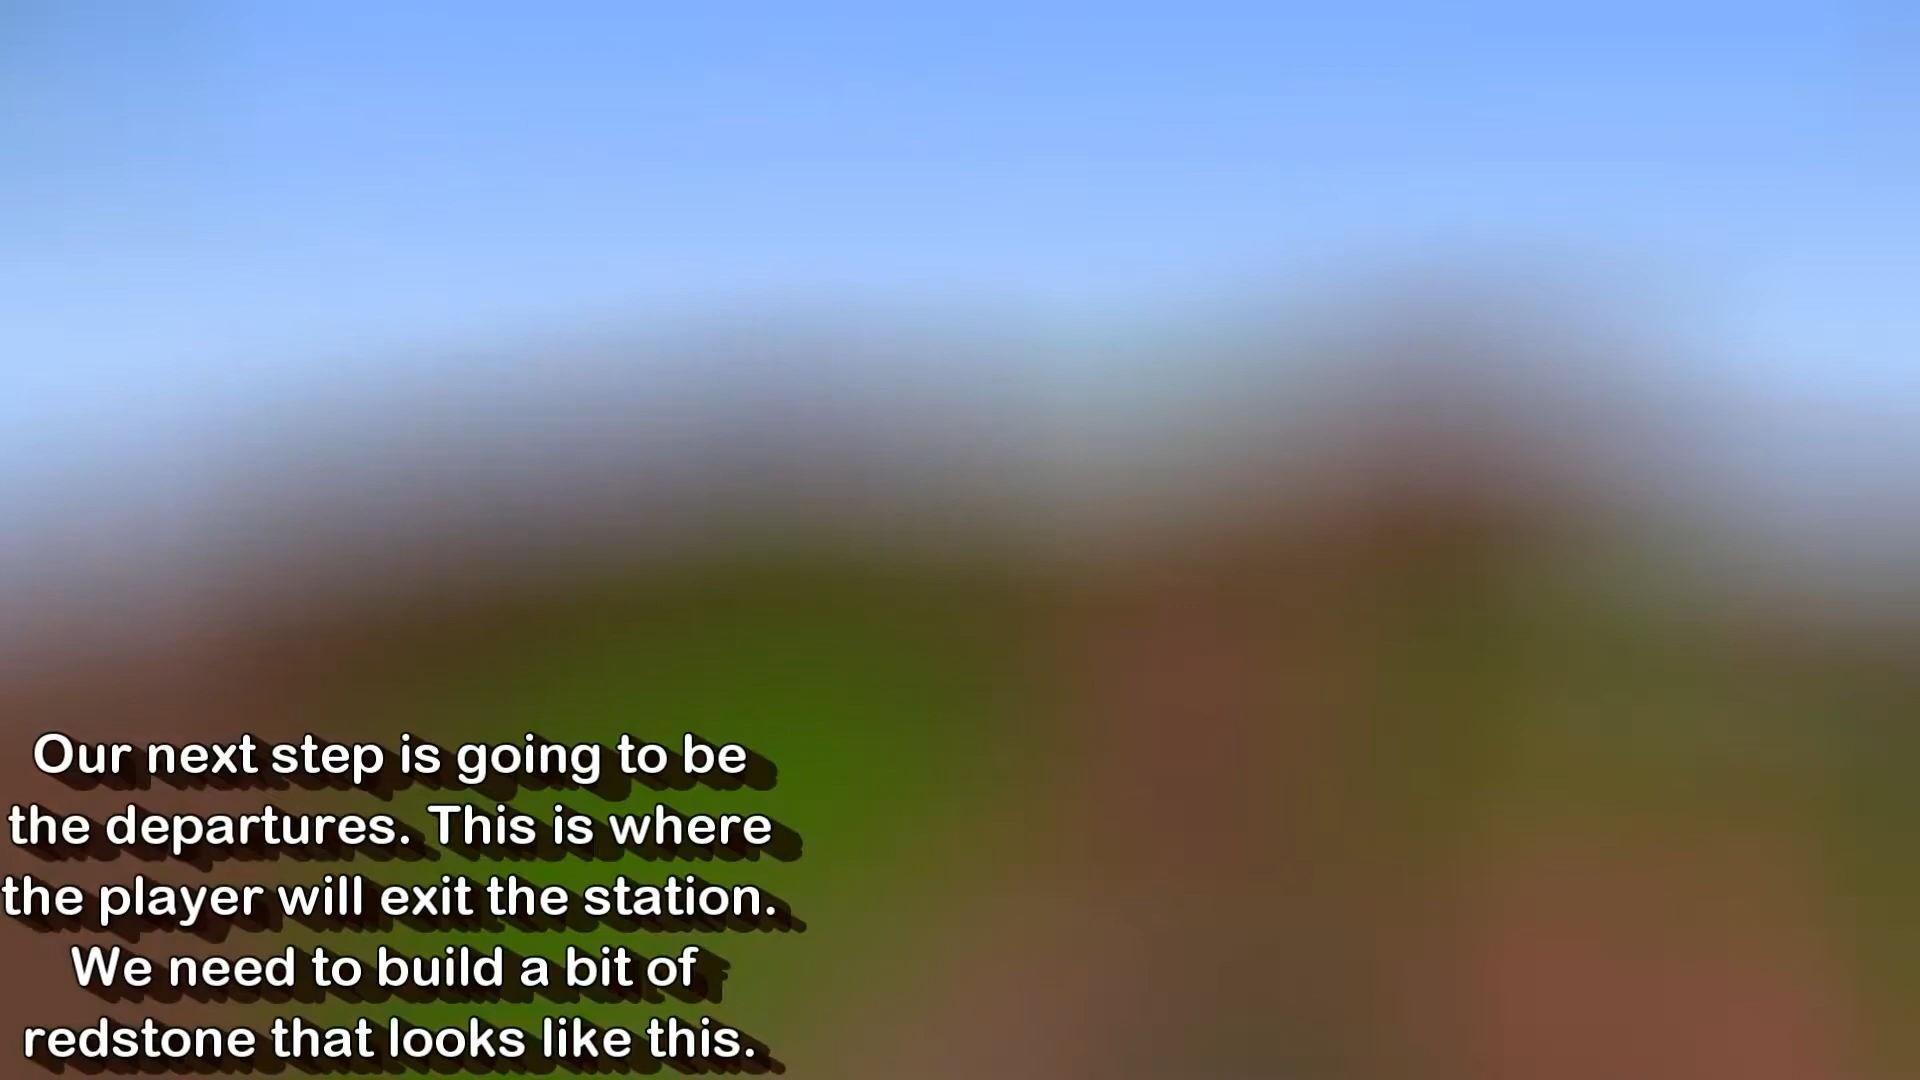 Our next step is going to be
the departures. This is where
the player will exit the station.
We need to build a bit of
redstone that looks like this.